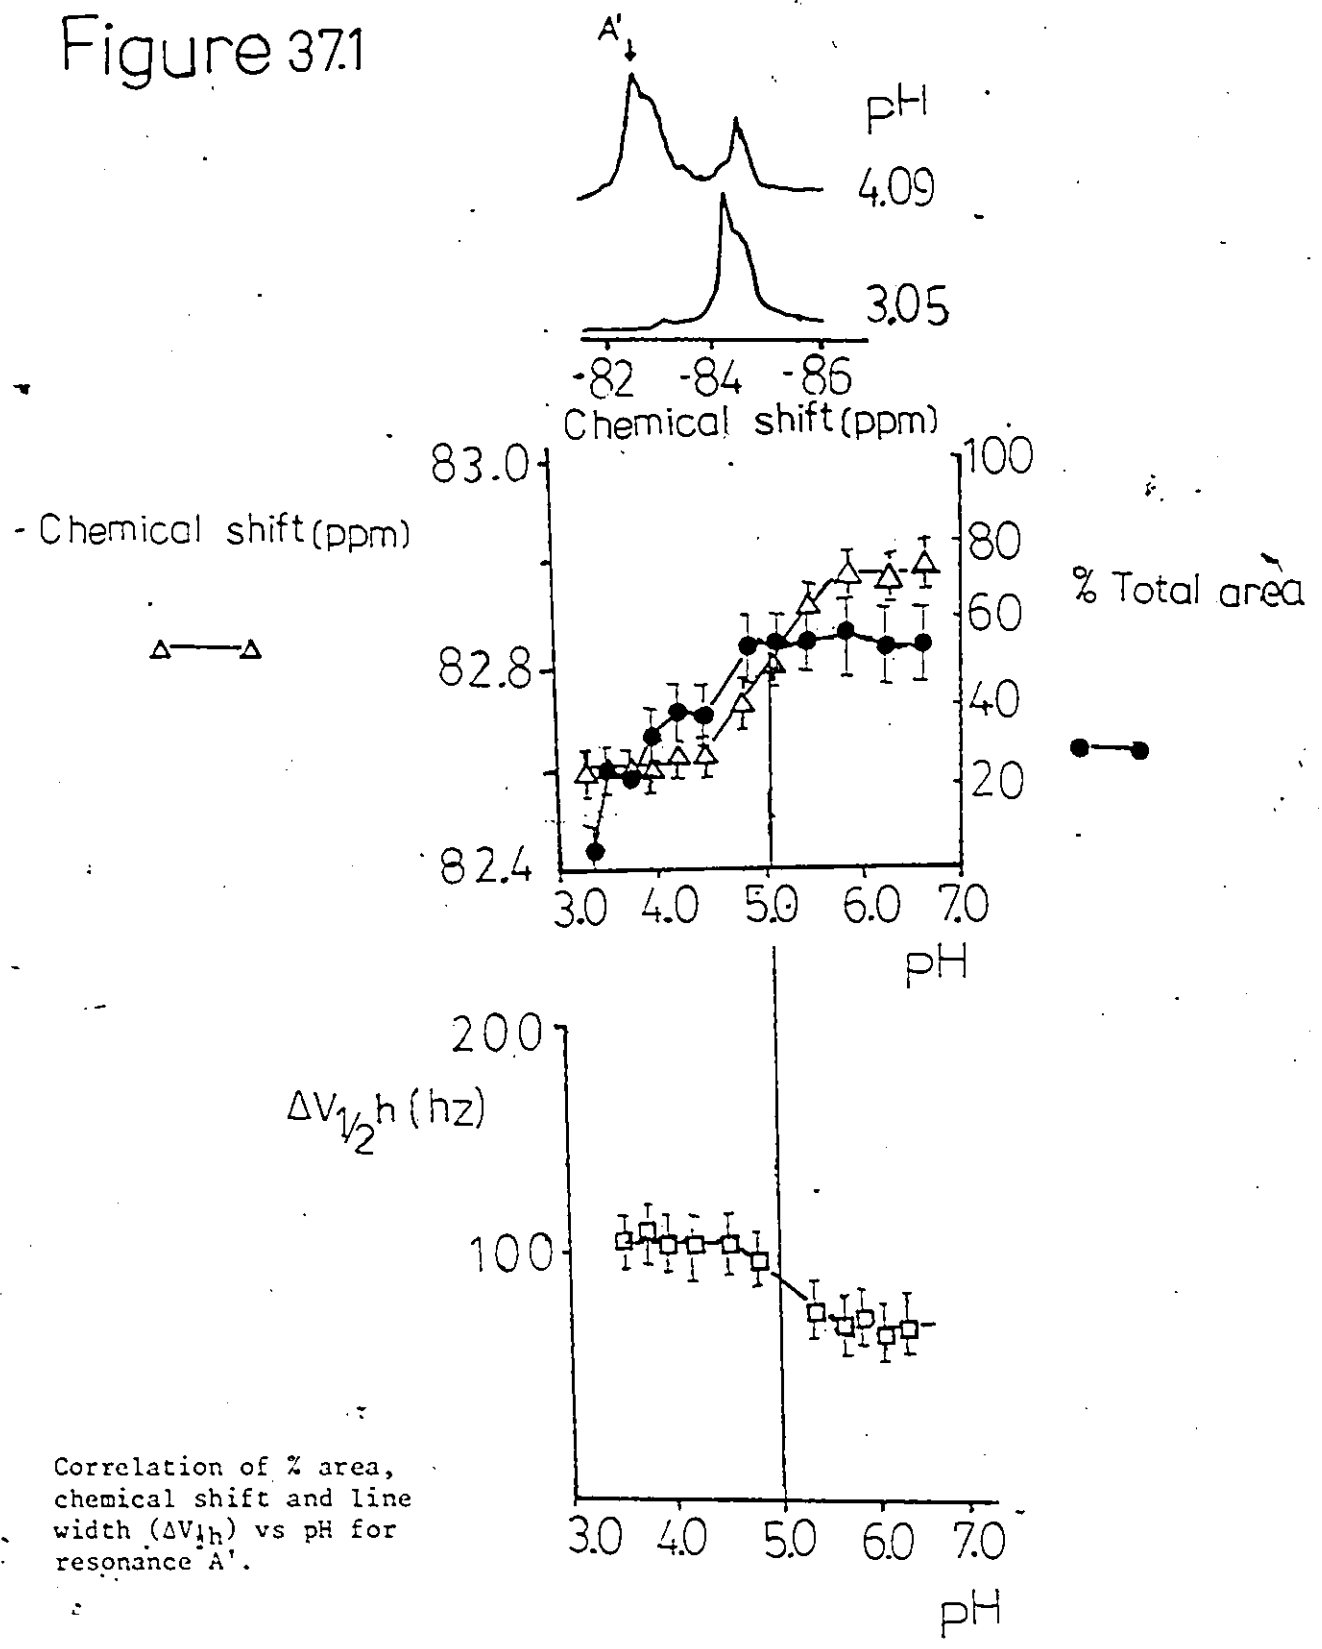 Figure 37.1
A'
pH
4.09
3.05
-82 -84 -86
Chemical shift (ppm)
83.0
82.8
82.4
- Chemical shift (ppm)
100
80
60
40
20
% Total area
3.0 4.0 5.0 6.0 7.0
pH
200
100
ΔV½h (hz)
3.0 4.0 5.0 6.0 7.0
pH
Correlation of % area,
chemical shift and line
width (ΔV½h) vs pH for
resonance A'.